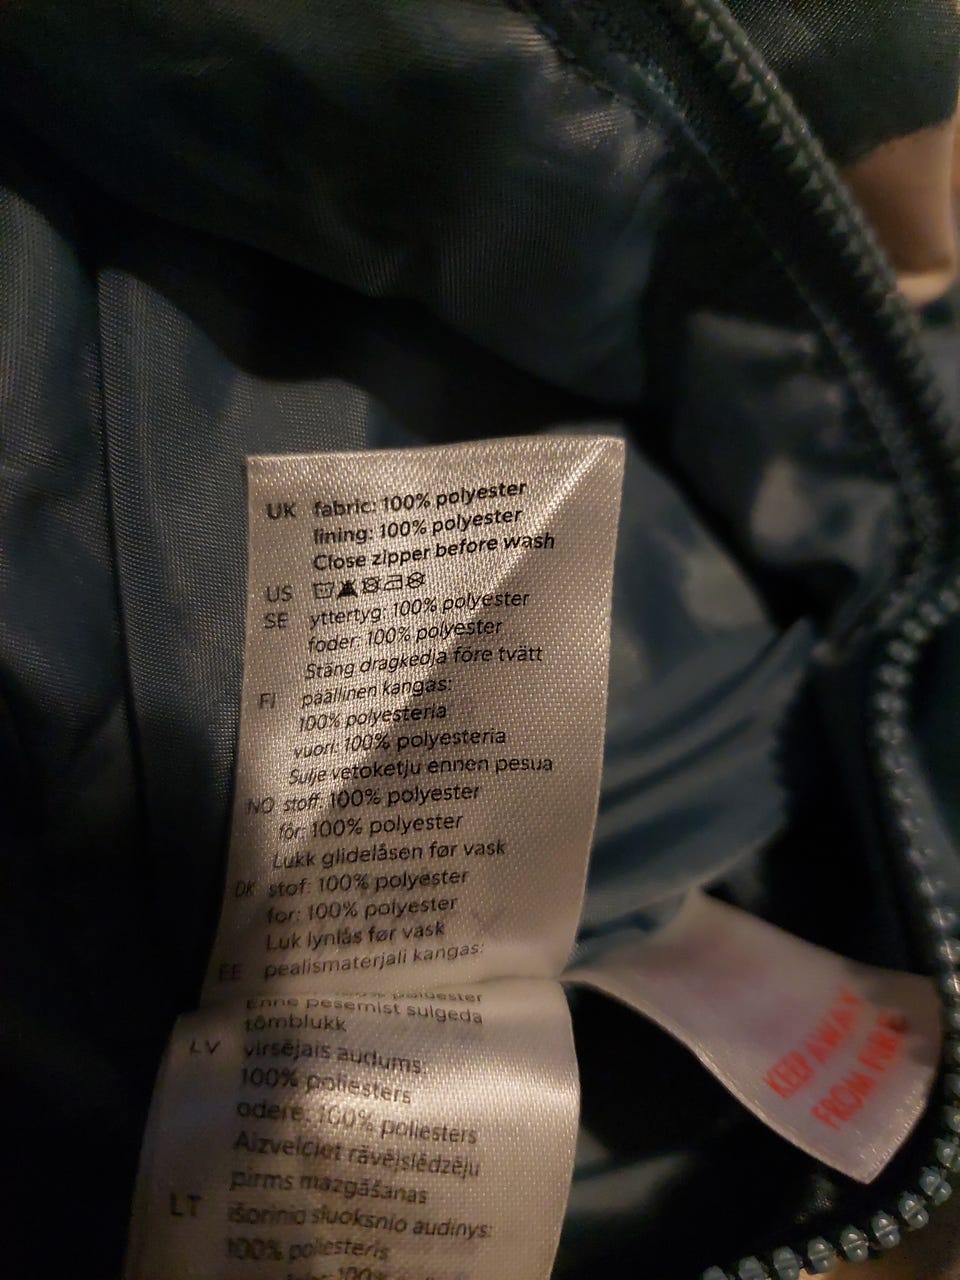 UK fabric: 100% polyester
lining: 100% polyester
Close zipper before wash
US
SE yttertyg: 100% polyester
foder: 100% polyester
Stäng dragkedja före tvätt
FI päällinen kangas:
100% polyesteria
vuori: 100% polyesteria
Sulje vetoketju ennen pesua
NO stoff: 100% polyester
fôr: 100% polyester
Lukk glidelåsen før vask
DK stof: 100% polyester
for: 100% polyester
Luk lynlås før vask
EE pealismaterjali kangas:
polüester
Enne pesemist sulgeda
tõmblukk
LV virsējais audums:
100% poliesters
odere: 100% poliesters
Aizvelciet rāvējslēdzēju
pirms mazgāšanas
LT išorinio sluoksnio audinys:
100% poliesteris
100%
KEEP AWAY
FROM FIRE